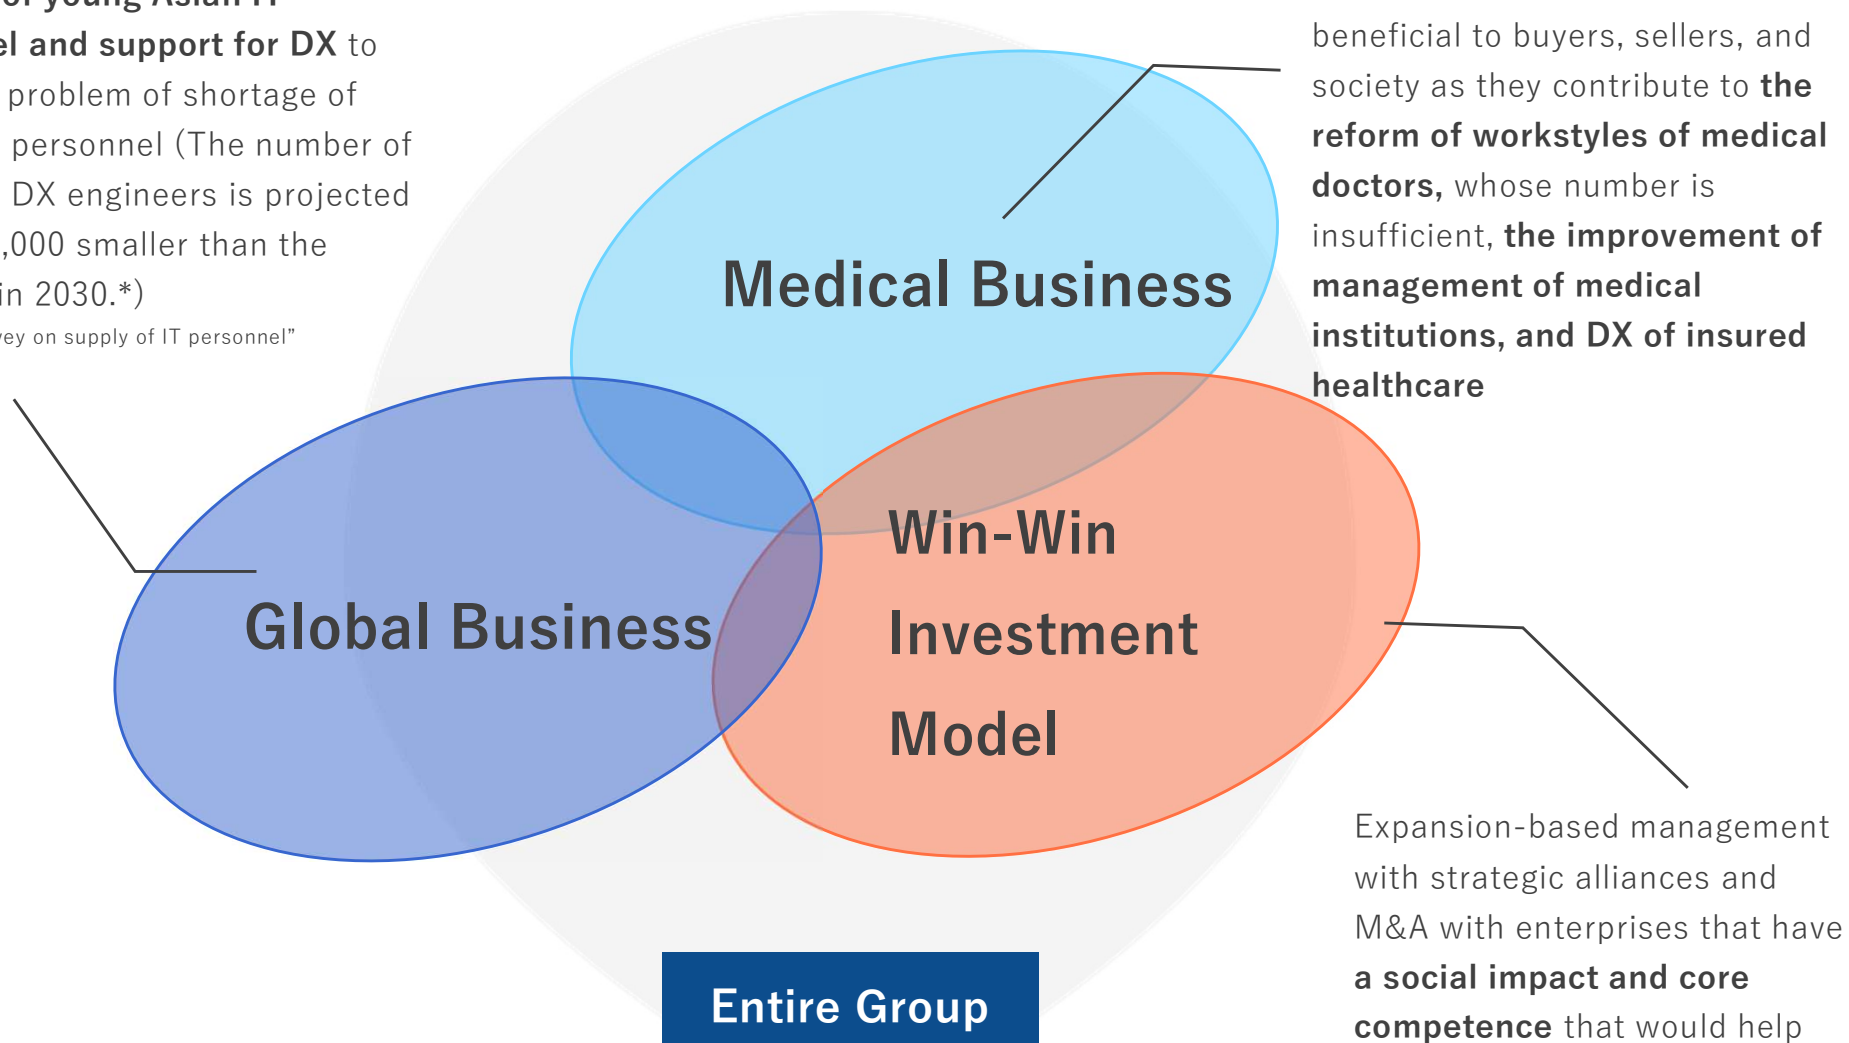 of young Asian IT
and support for DX to
problem of shortage of
personnel (The number of
DX engineers is projected
,000 smaller than the
in 2030.*)
on supply of IT personnel”
beneficial to buyers, sellers, and
society as they contribute to the
reform of workstyles of medical
doctors, whose number is
insufficient, the improvement of
management of medical
institutions, and DX of insured
healthcare
Medical Business
Global Business
Win-Win
Investment
Model
Expansion-based management
with strategic alliances and
M&A with enterprises that have
a social impact and core
competence that would help
Entire Group